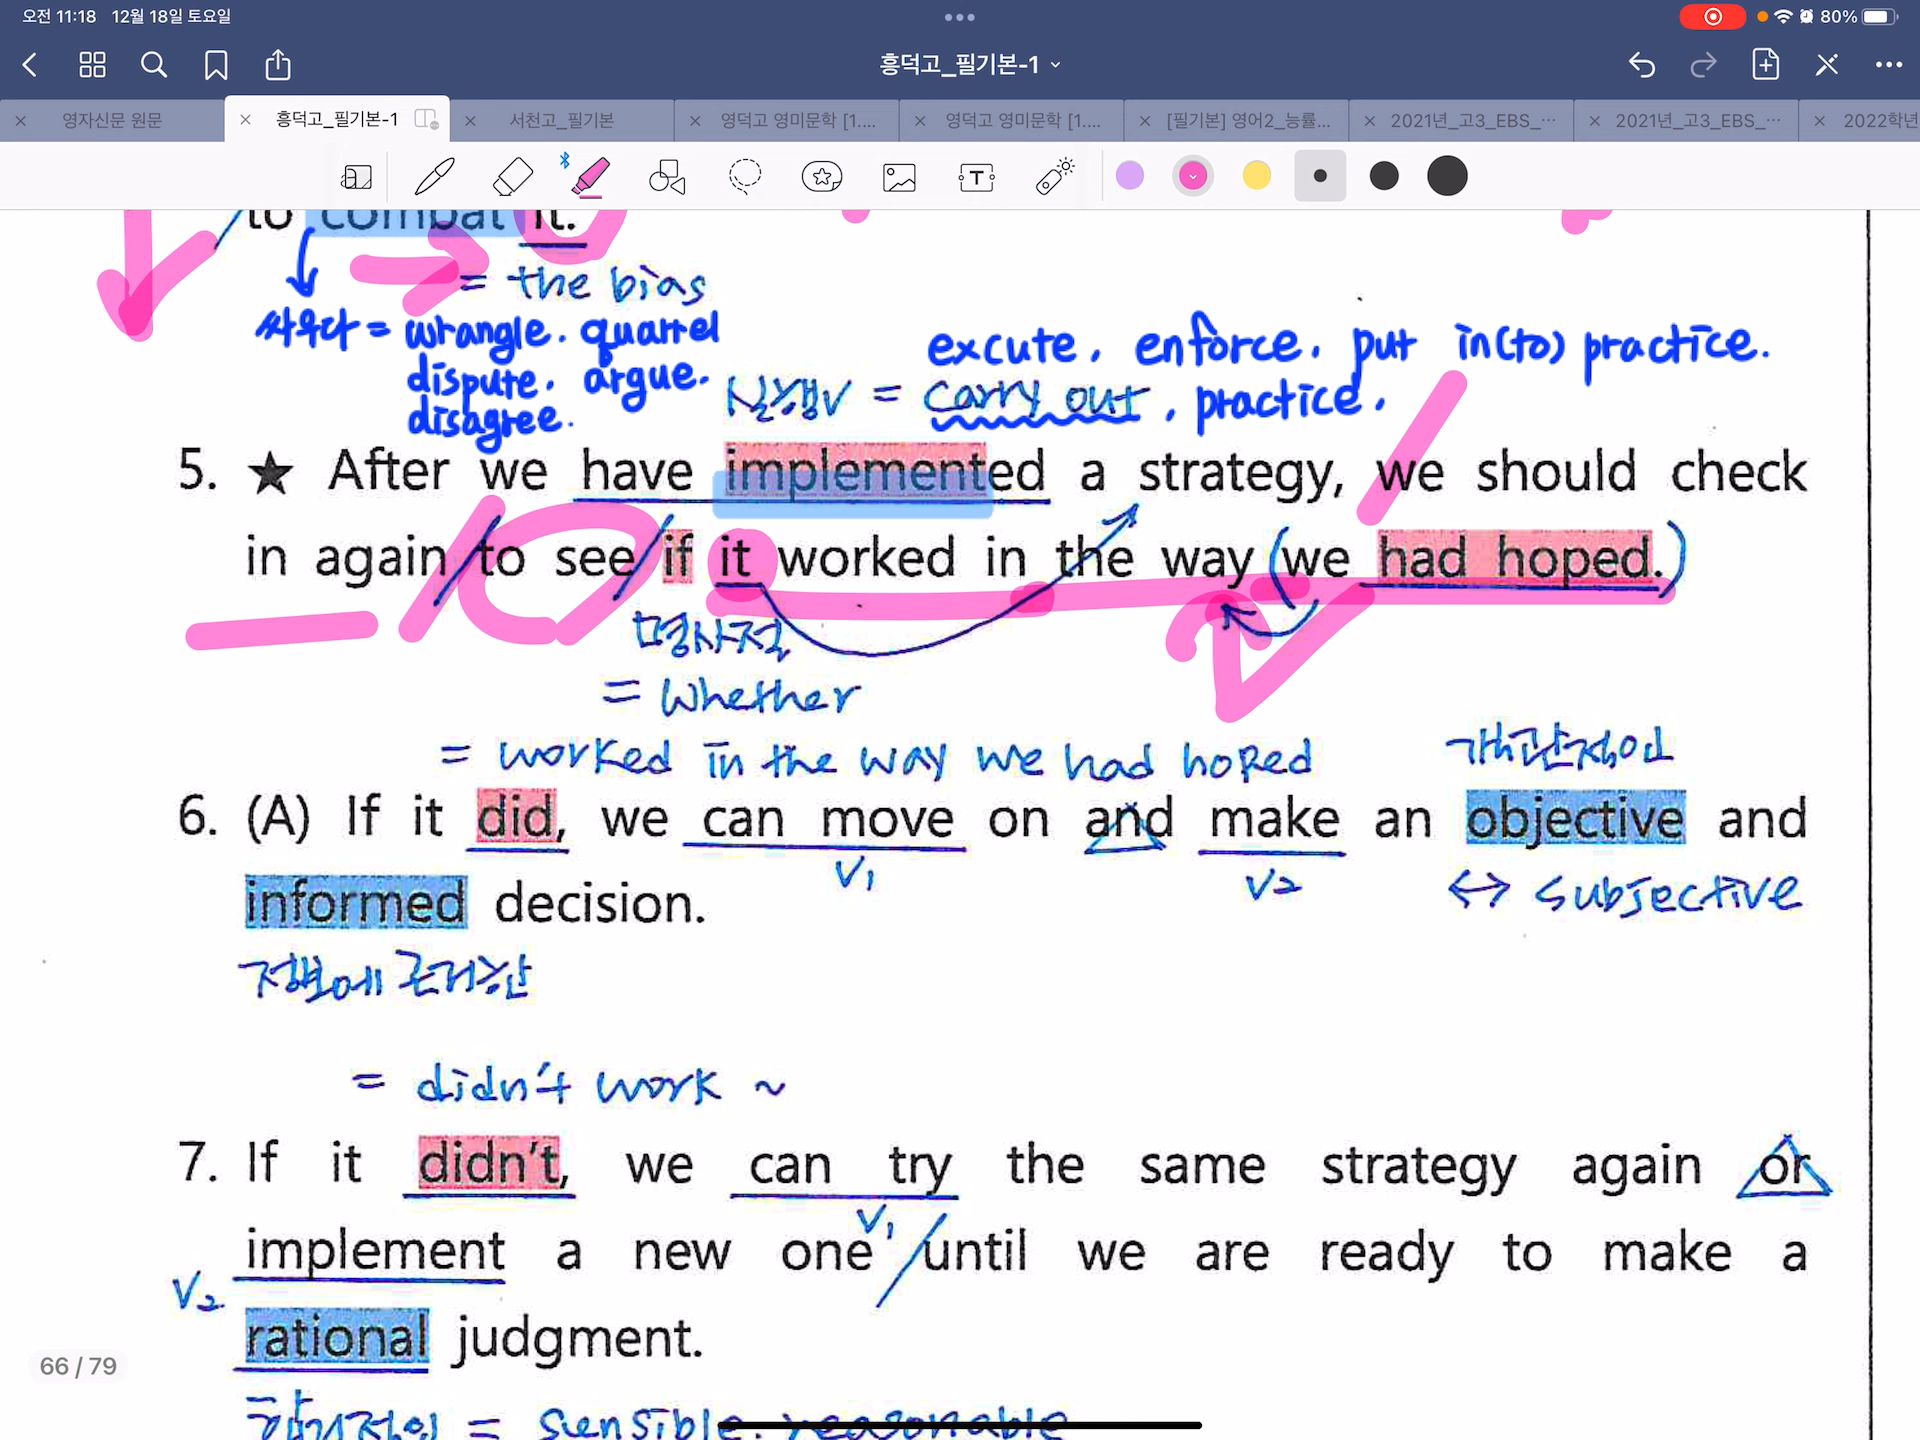 오전 11:18 12월 18일 토요일
80%
흥덕고_필기본-1
영자신문 원문
흥덕고_필기본-1
서천고_필기본
영덕고 영미문학 [1....
영덕고 영미문학 [1....
[필기본] 영어2_능률...
2021년_고3_EBS_...
2021년_고3_EBS_...
2022학년
to combat it.
= the bias
싸우다 = wrangle. quarrel
dispute. argue.
disagree.
excute, enforce, put in(to) practice.
실행V = carry out, practice,
5. ★ After we have implemented a strategy, we should check
in again to see if it worked in the way (we had hoped.)
명사절
= Whether
= worked in the way we had hoped
객관적인
6. (A) If it did, we can move on and make an objective and
V1
V2
↔ subjective
informed decision.
정보에 근거한
= didn't work ~
7. If it didn't, we can try the same strategy again or
V1
implement a new one until we are ready to make a
V2
rational judgment.
= sensible. reasonable
66 / 79